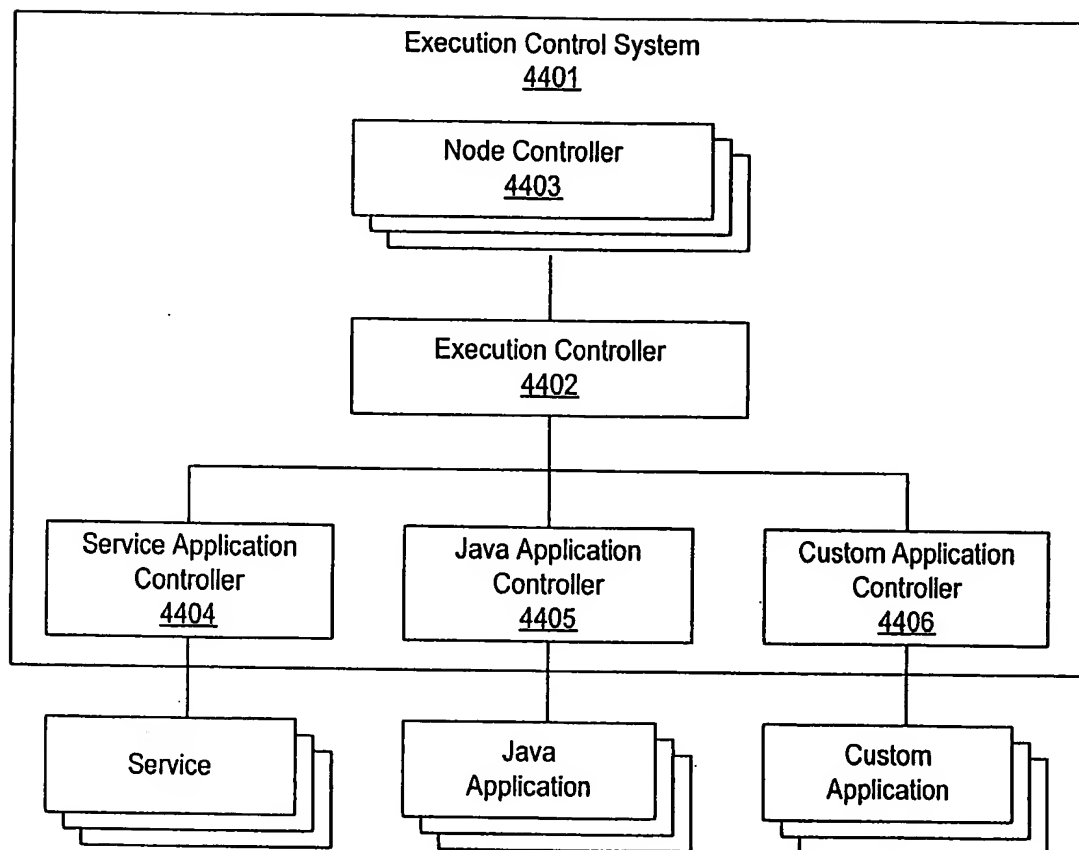 Execution Control System
4401
Node Controller
4403
Execution Controller
4402
Service Application
Controller
4404
Java Application
Controller
4405
Custom Application
Controller
4406
Service
Java
Application
Custom
Application